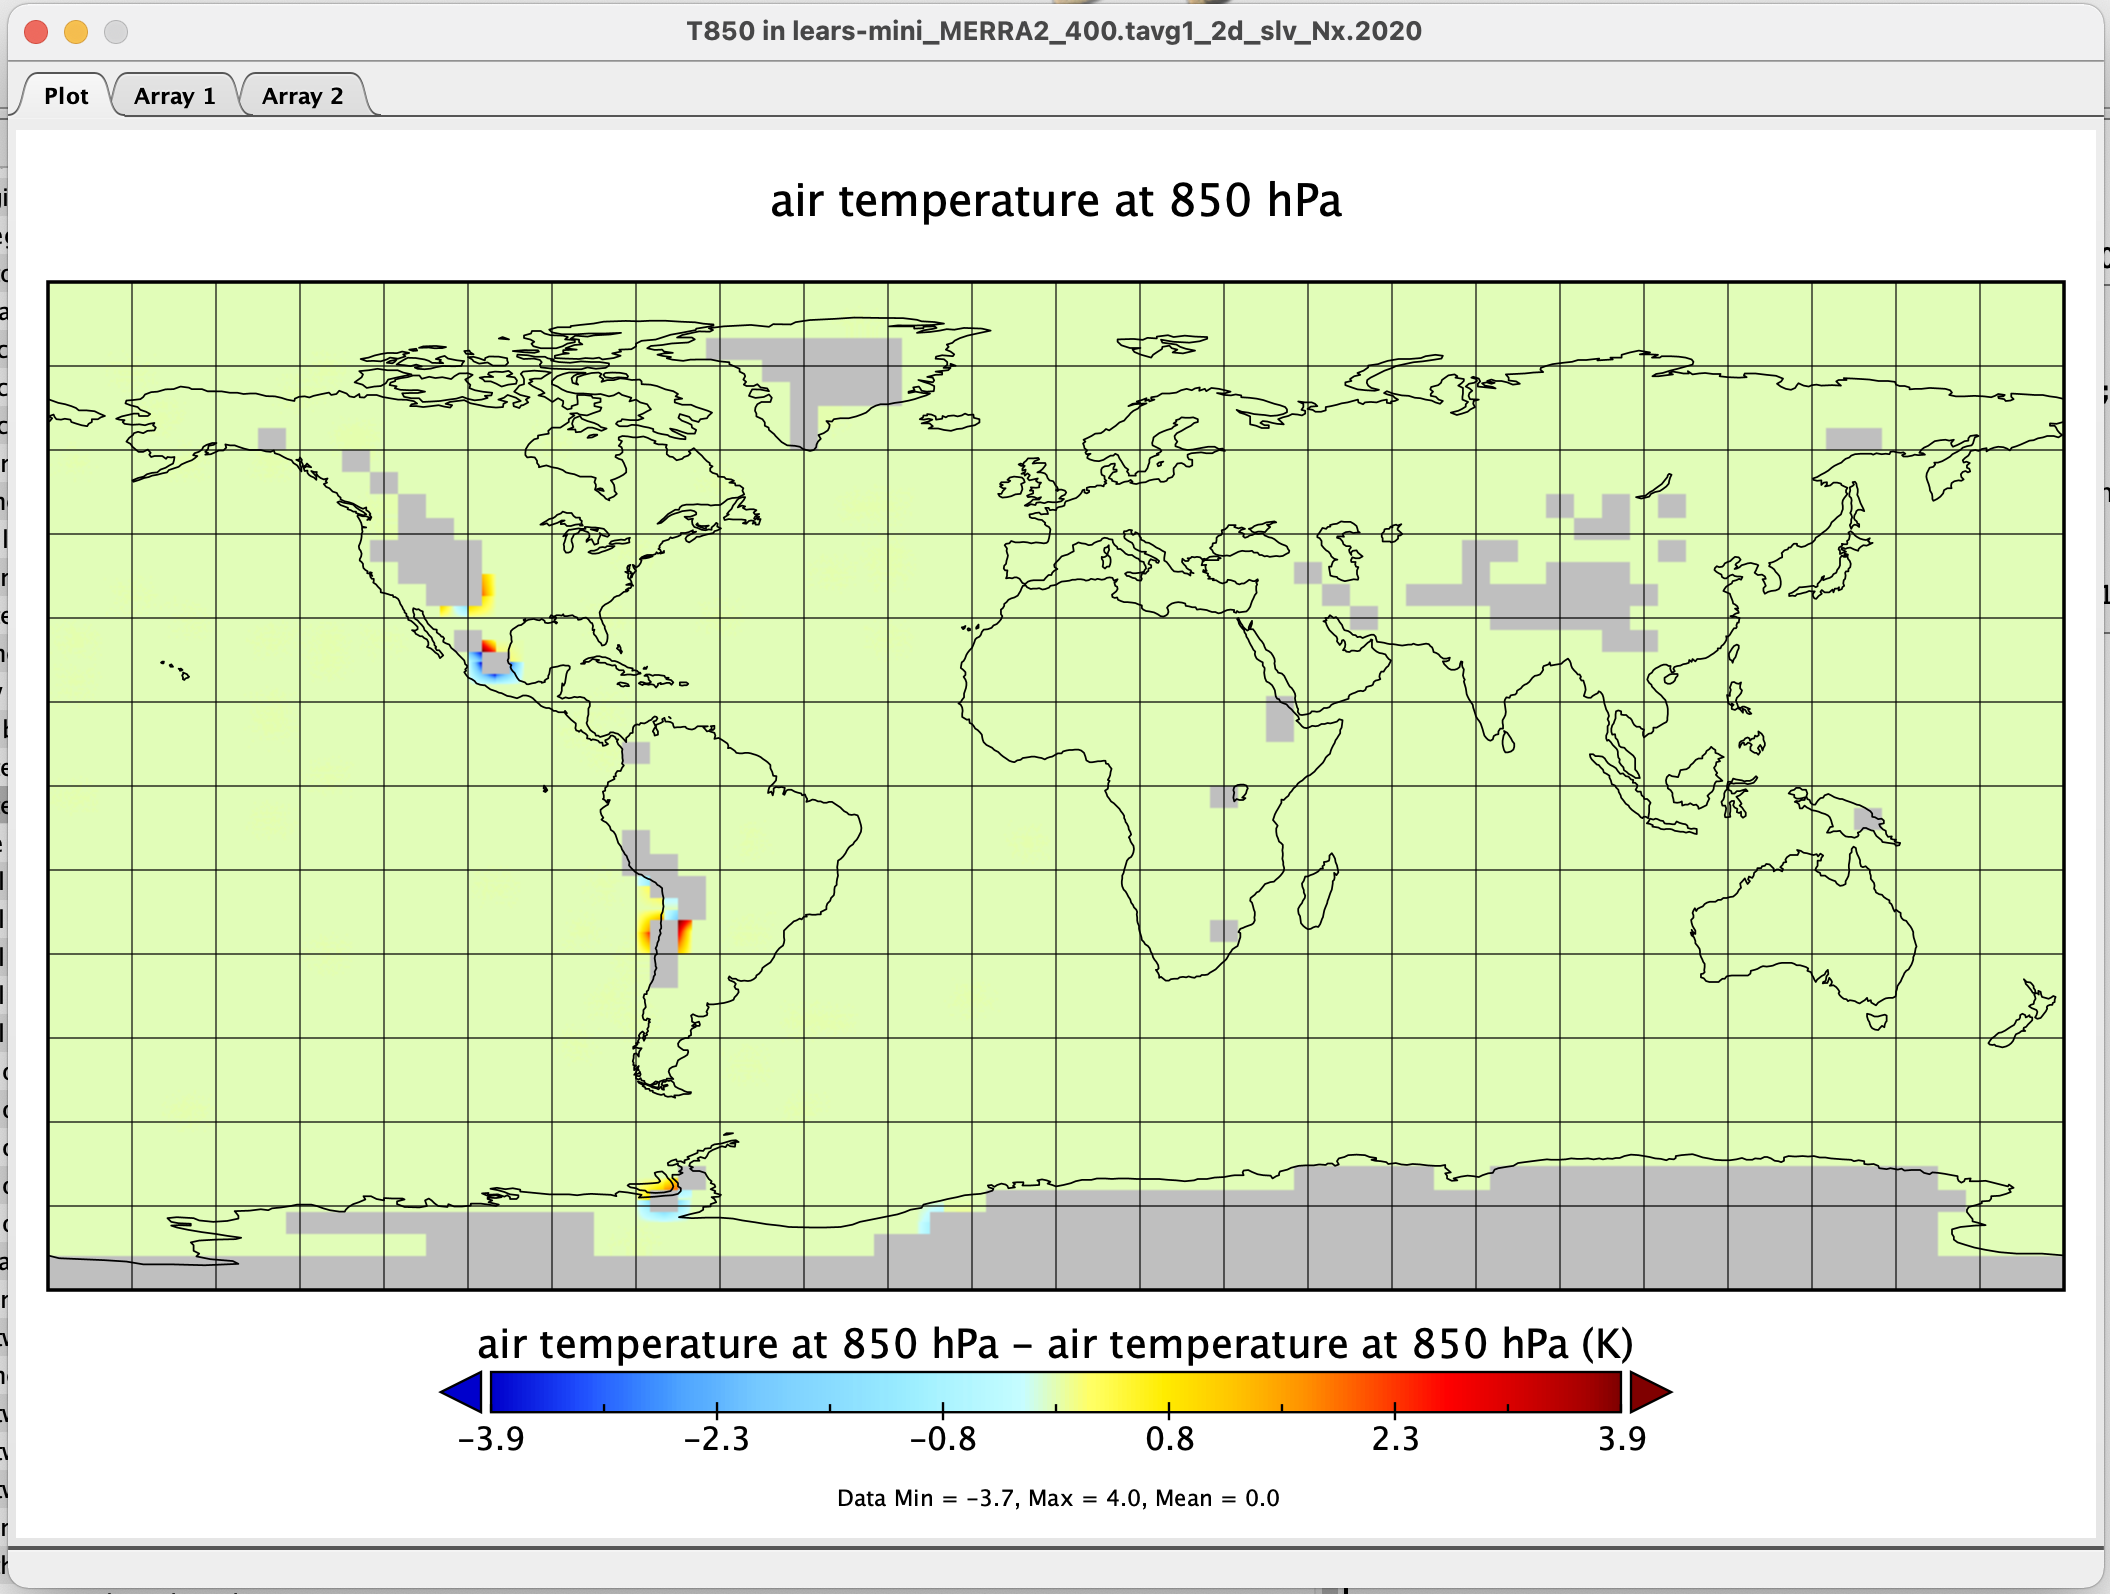 T850 in lears-mini_MERRA2_400.tavg1_2d_slv_Nx.2020
Plot
Array 1
Array 2
air temperature at 850 hPa
air temperature at 850 hPa – air temperature at 850 hPa (K)
−3.9 −2.3 −0.8 0.8 2.3 3.9
Data Min = −3.7, Max = 4.0, Mean = 0.0